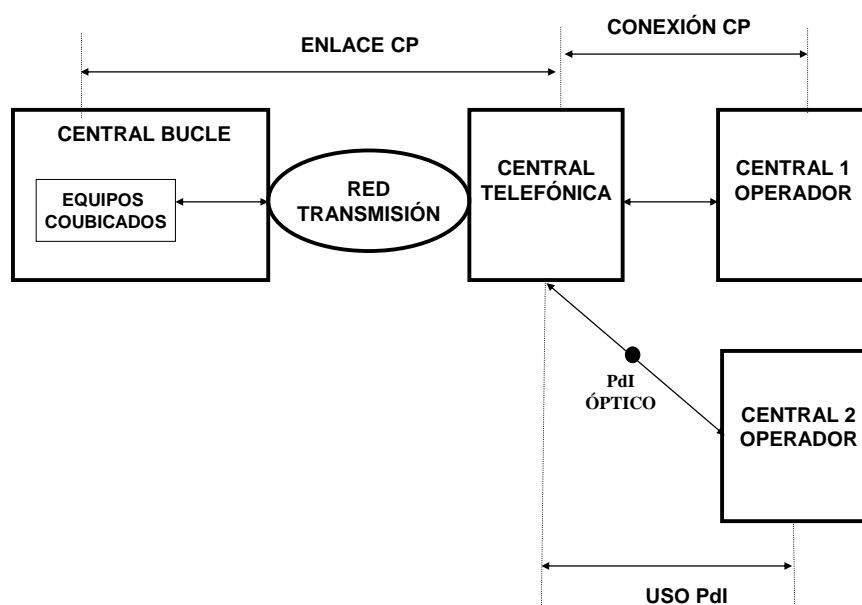 CONEXIÓN CP
ENLACE CP
CENTRAL BUCLE
EQUIPOS
COUBICADOS
RED
TRANSMISIÓN
CENTRAL
TELEFÓNICA
CENTRAL 1
OPERADOR
PdI
ÓPTICO
CENTRAL 2
OPERADOR
USO PdI